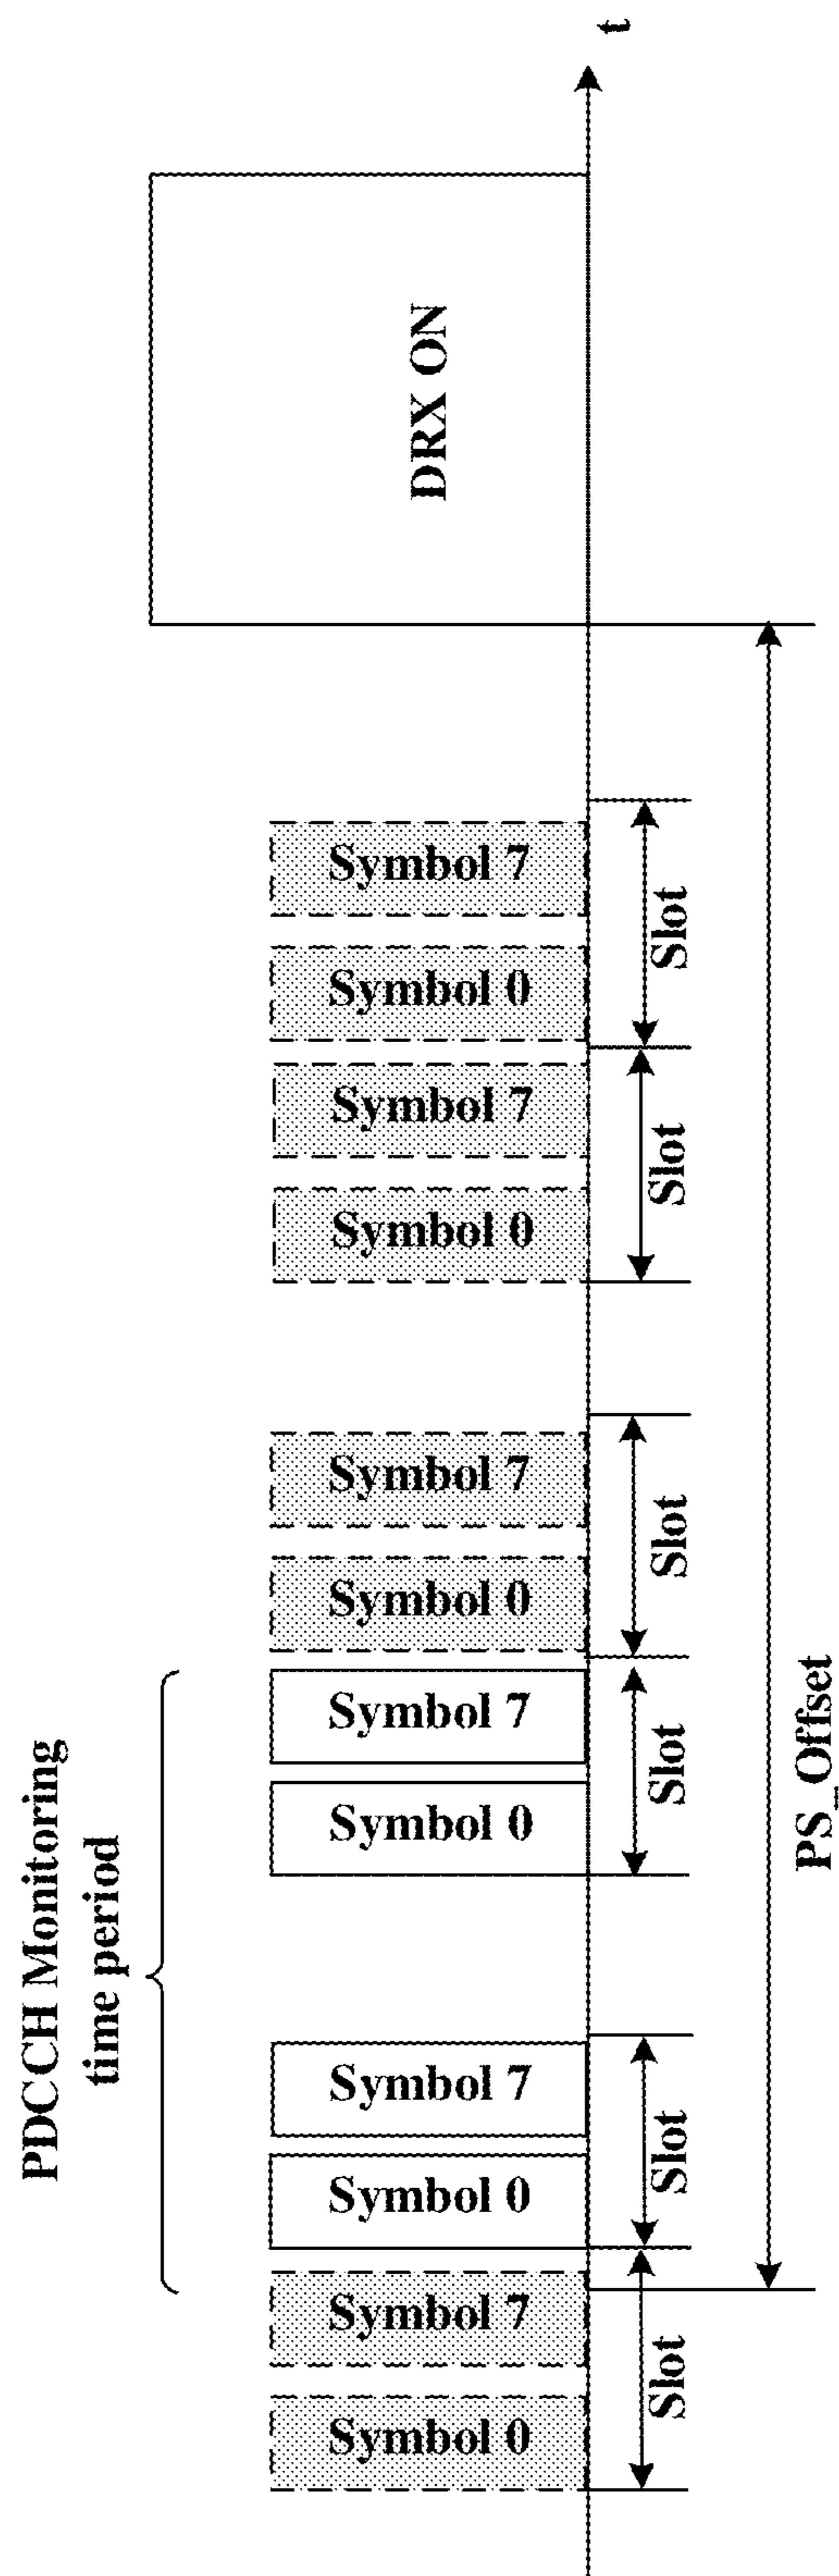 PDCCH Monitoring
time period
Symbol 0
Symbol 7
Symbol 0
Symbol 7
Symbol 0
Symbol 7
Symbol 0
Symbol 7
Symbol 0
Symbol 7
Symbol 0
Symbol 7
DRX ON
t
Slot
Slot
Slot
Slot
Slot
Slot
PS_Offset